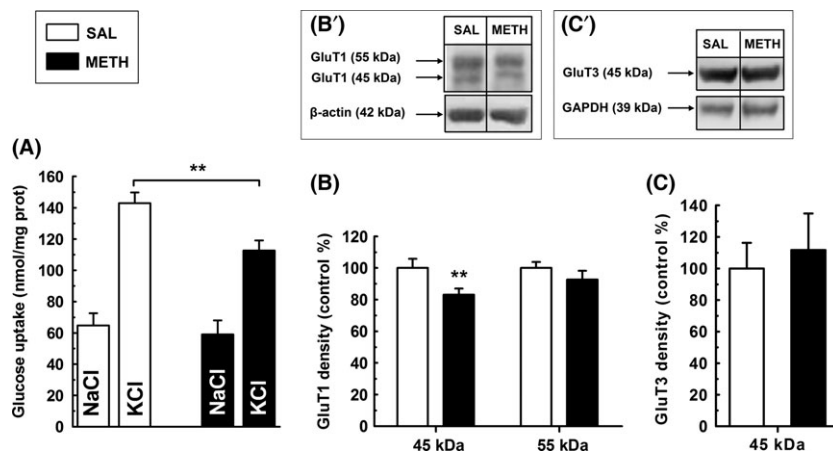 SAL
METH
(B′)
SAL METH
GluT1 (55 kDa)
GluT1 (45 kDa)
β-actin (42 kDa)
(C′)
SAL METH
GluT3 (45 kDa)
GAPDH (39 kDa)
(A)
**
Glucose uptake (nmol/mg prot)
160
140
120
100
80
60
40
20
0
NaCl KCl NaCl KCl
(B)
GluT1 density (control %)
120
100
80
60
40
20
0
**
45 kDa 55 kDa
(C)
GluT3 density (control %)
140
120
100
80
60
40
20
0
45 kDa